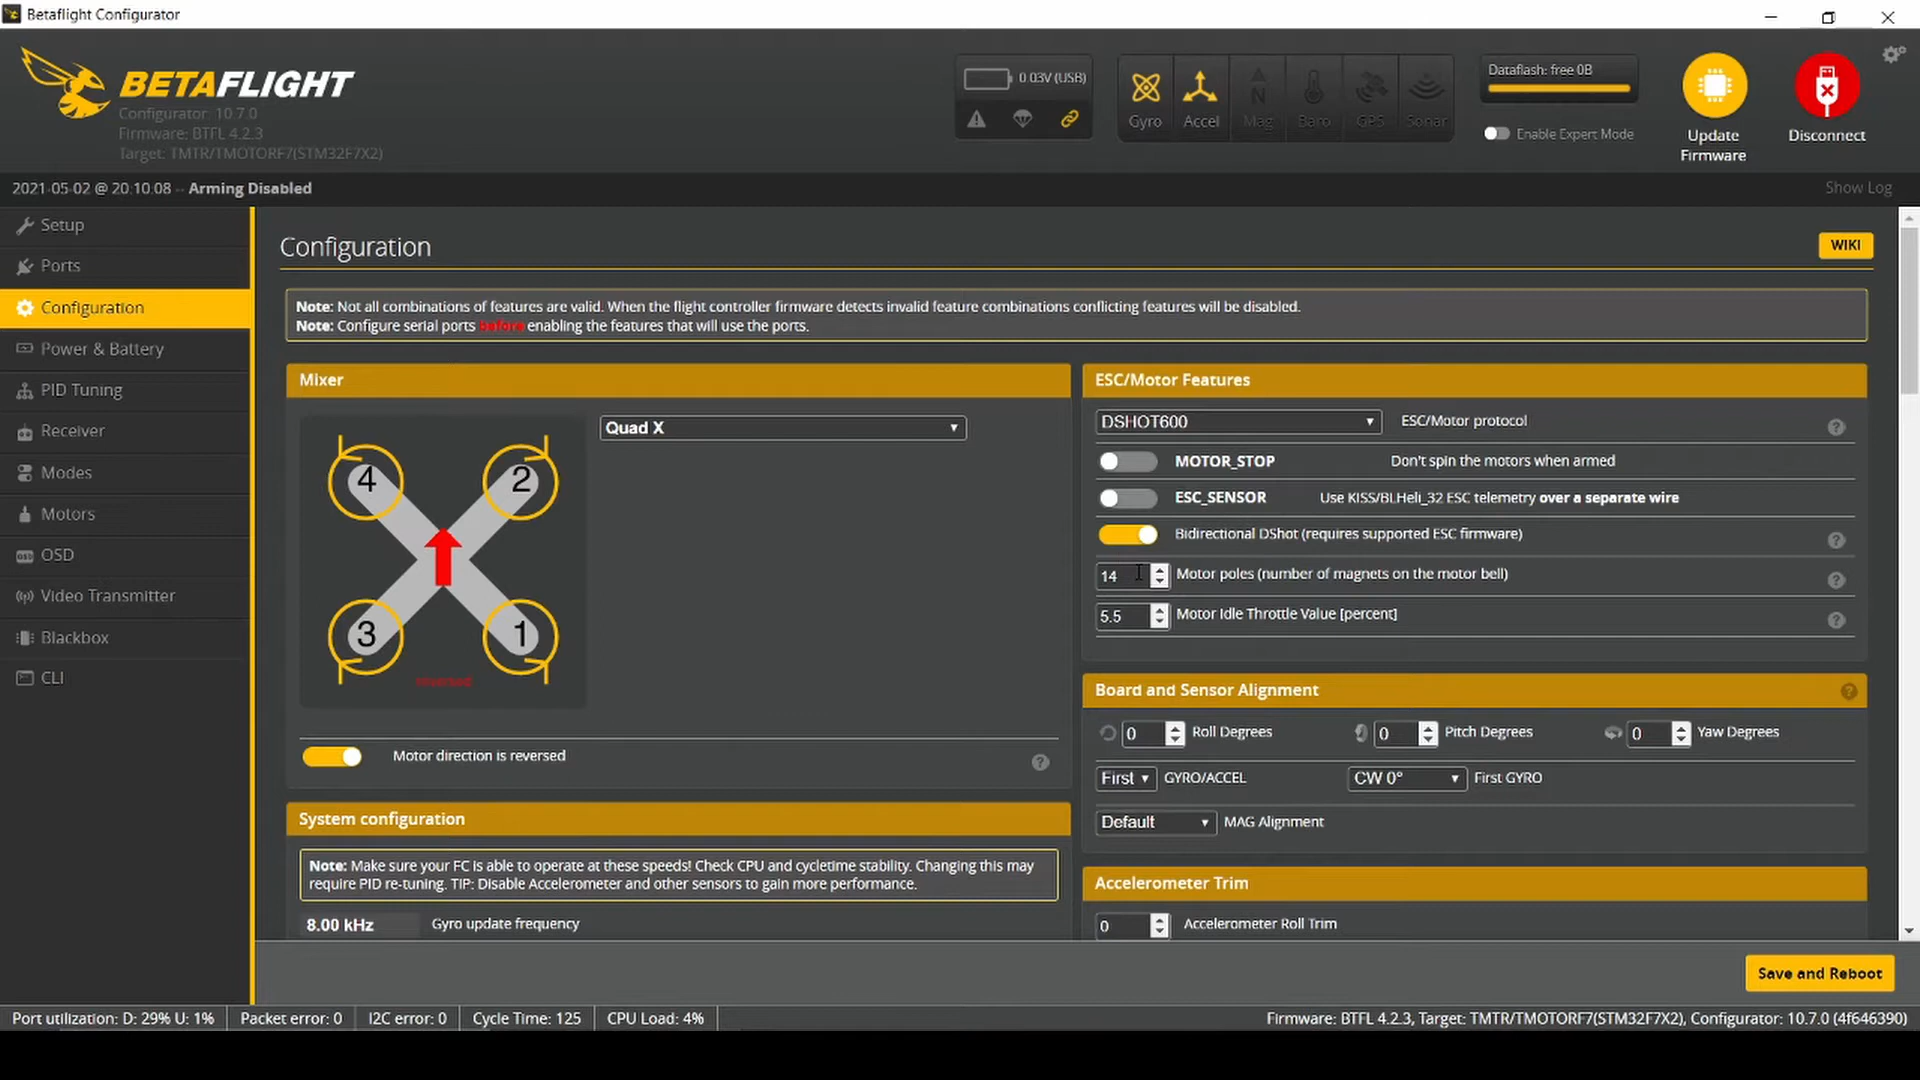 Betaflight Configurator
BETAFLIGHT
Configurator: 10.7.0
Firmware: BTFL 4.2.3
Target: TMTR/TMOTORF7(STM32F7X2)
0.03V (USB)
Gyro
Accel
Mag
Baro
GPS
Sonar
Dataflash: free 0B
Enable Expert Mode
Update
Firmware
Disconnect
2021-05-02 @ 20:10:08 -- Arming Disabled
Show Log
Setup
Ports
Configuration
Power & Battery
PID Tuning
Receiver
Modes
Motors
OSD
Video Transmitter
Blackbox
CLI
Configuration
WIKI
Note: Not all combinations of features are valid. When the flight controller firmware detects invalid feature combinations conflicting features will be disabled.
Note: Configure serial ports before enabling the features that will use the ports.
Mixer
4
2
3
1
reversed
Quad X
Motor direction is reversed
System configuration
Note: Make sure your FC is able to operate at these speeds! Check CPU and cycletime stability. Changing this may
require PID re-tuning. TIP: Disable Accelerometer and other sensors to gain more performance.
8.00 kHz Gyro update frequency
ESC/Motor Features
DSHOT600 ESC/Motor protocol
MOTOR_STOP Don't spin the motors when armed
ESC_SENSOR Use KISS/BLHeli_32 ESC telemetry over a separate wire
Bidirectional DShot (requires supported ESC firmware)
14 Motor poles (number of magnets on the motor bell)
5.5 Motor Idle Throttle Value [percent]
Board and Sensor Alignment
0 Roll Degrees 0 Pitch Degrees 0 Yaw Degrees
First GYRO/ACCEL CW 0° First GYRO
Default MAG Alignment
Accelerometer Trim
0 Accelerometer Roll Trim
Save and Reboot
Port utilization: D: 29% U: 1% Packet error: 0 I2C error: 0 Cycle Time: 125 CPU Load: 4% Firmware: BTFL 4.2.3, Target: TMTR/TMOTORF7(STM32F7X2), Configurator: 10.7.0 (4f646390)